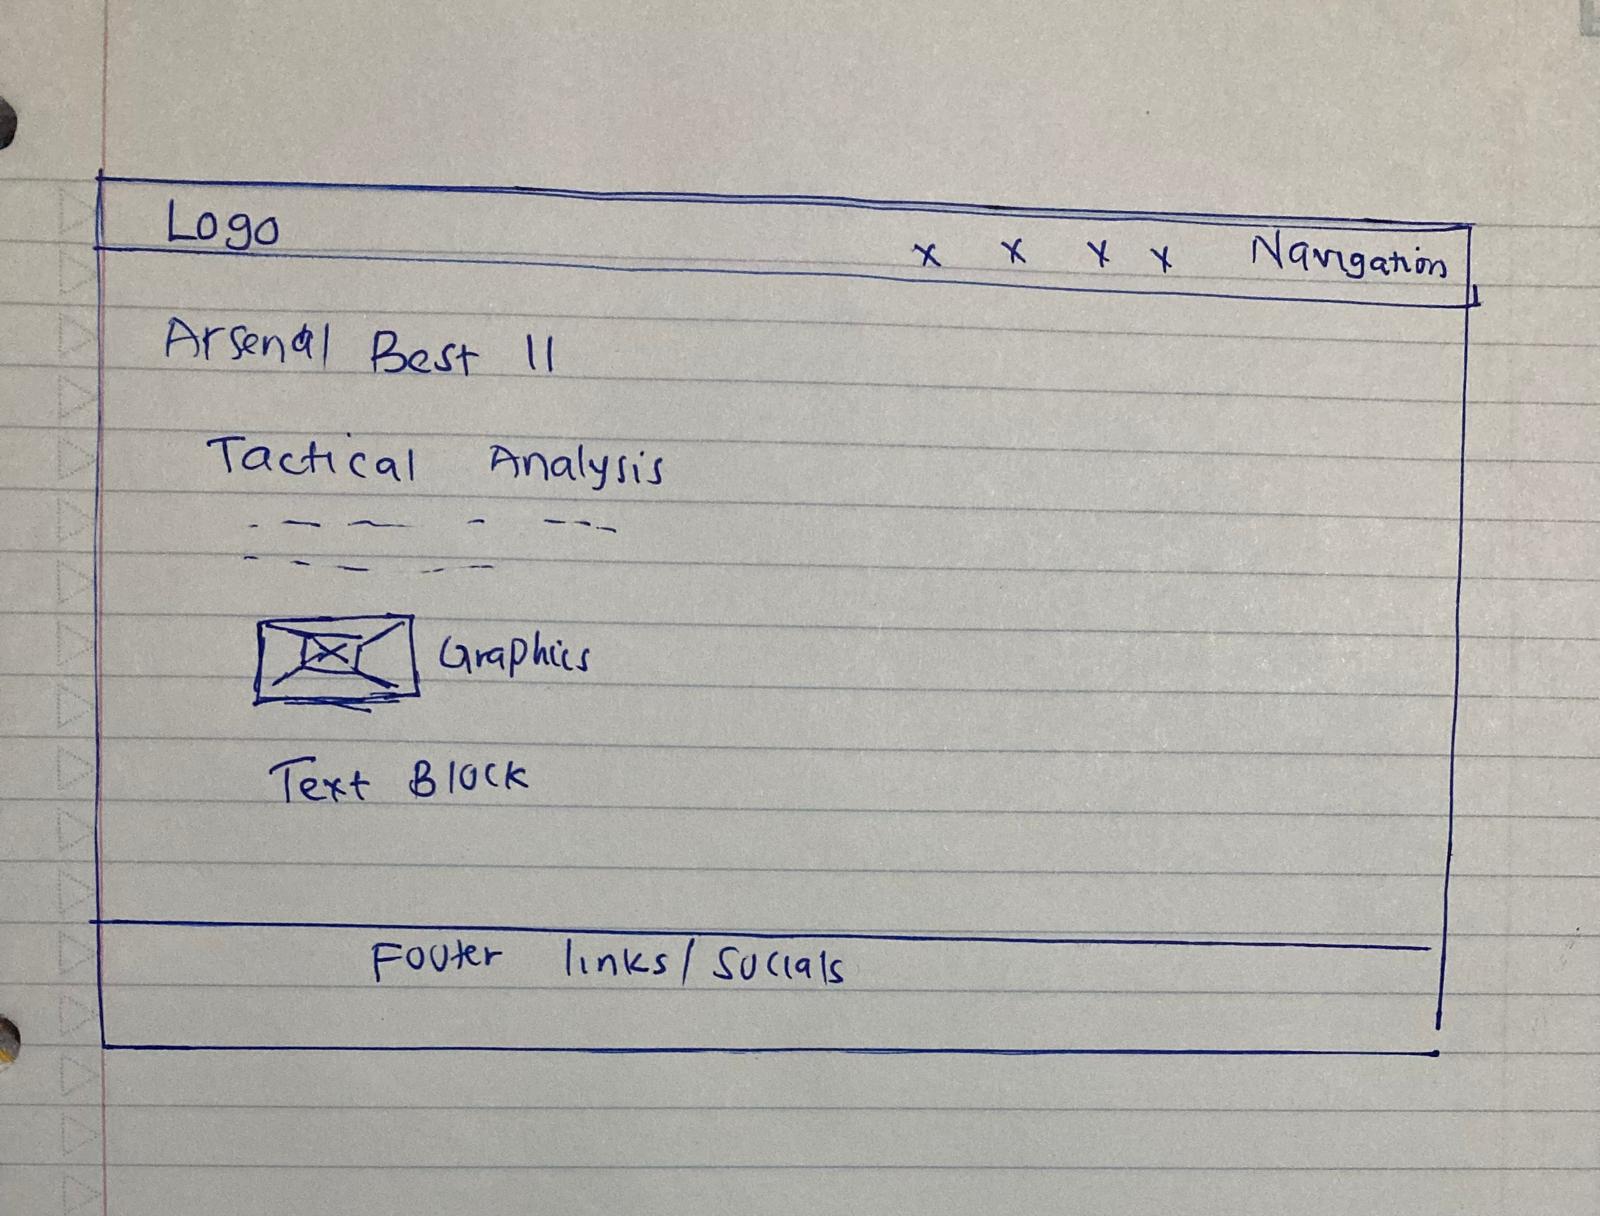 Logo
x x x x Navigation
Arsenal Best 11
Tactical Analysis
Graphics
Text Block
Footer links/Socials